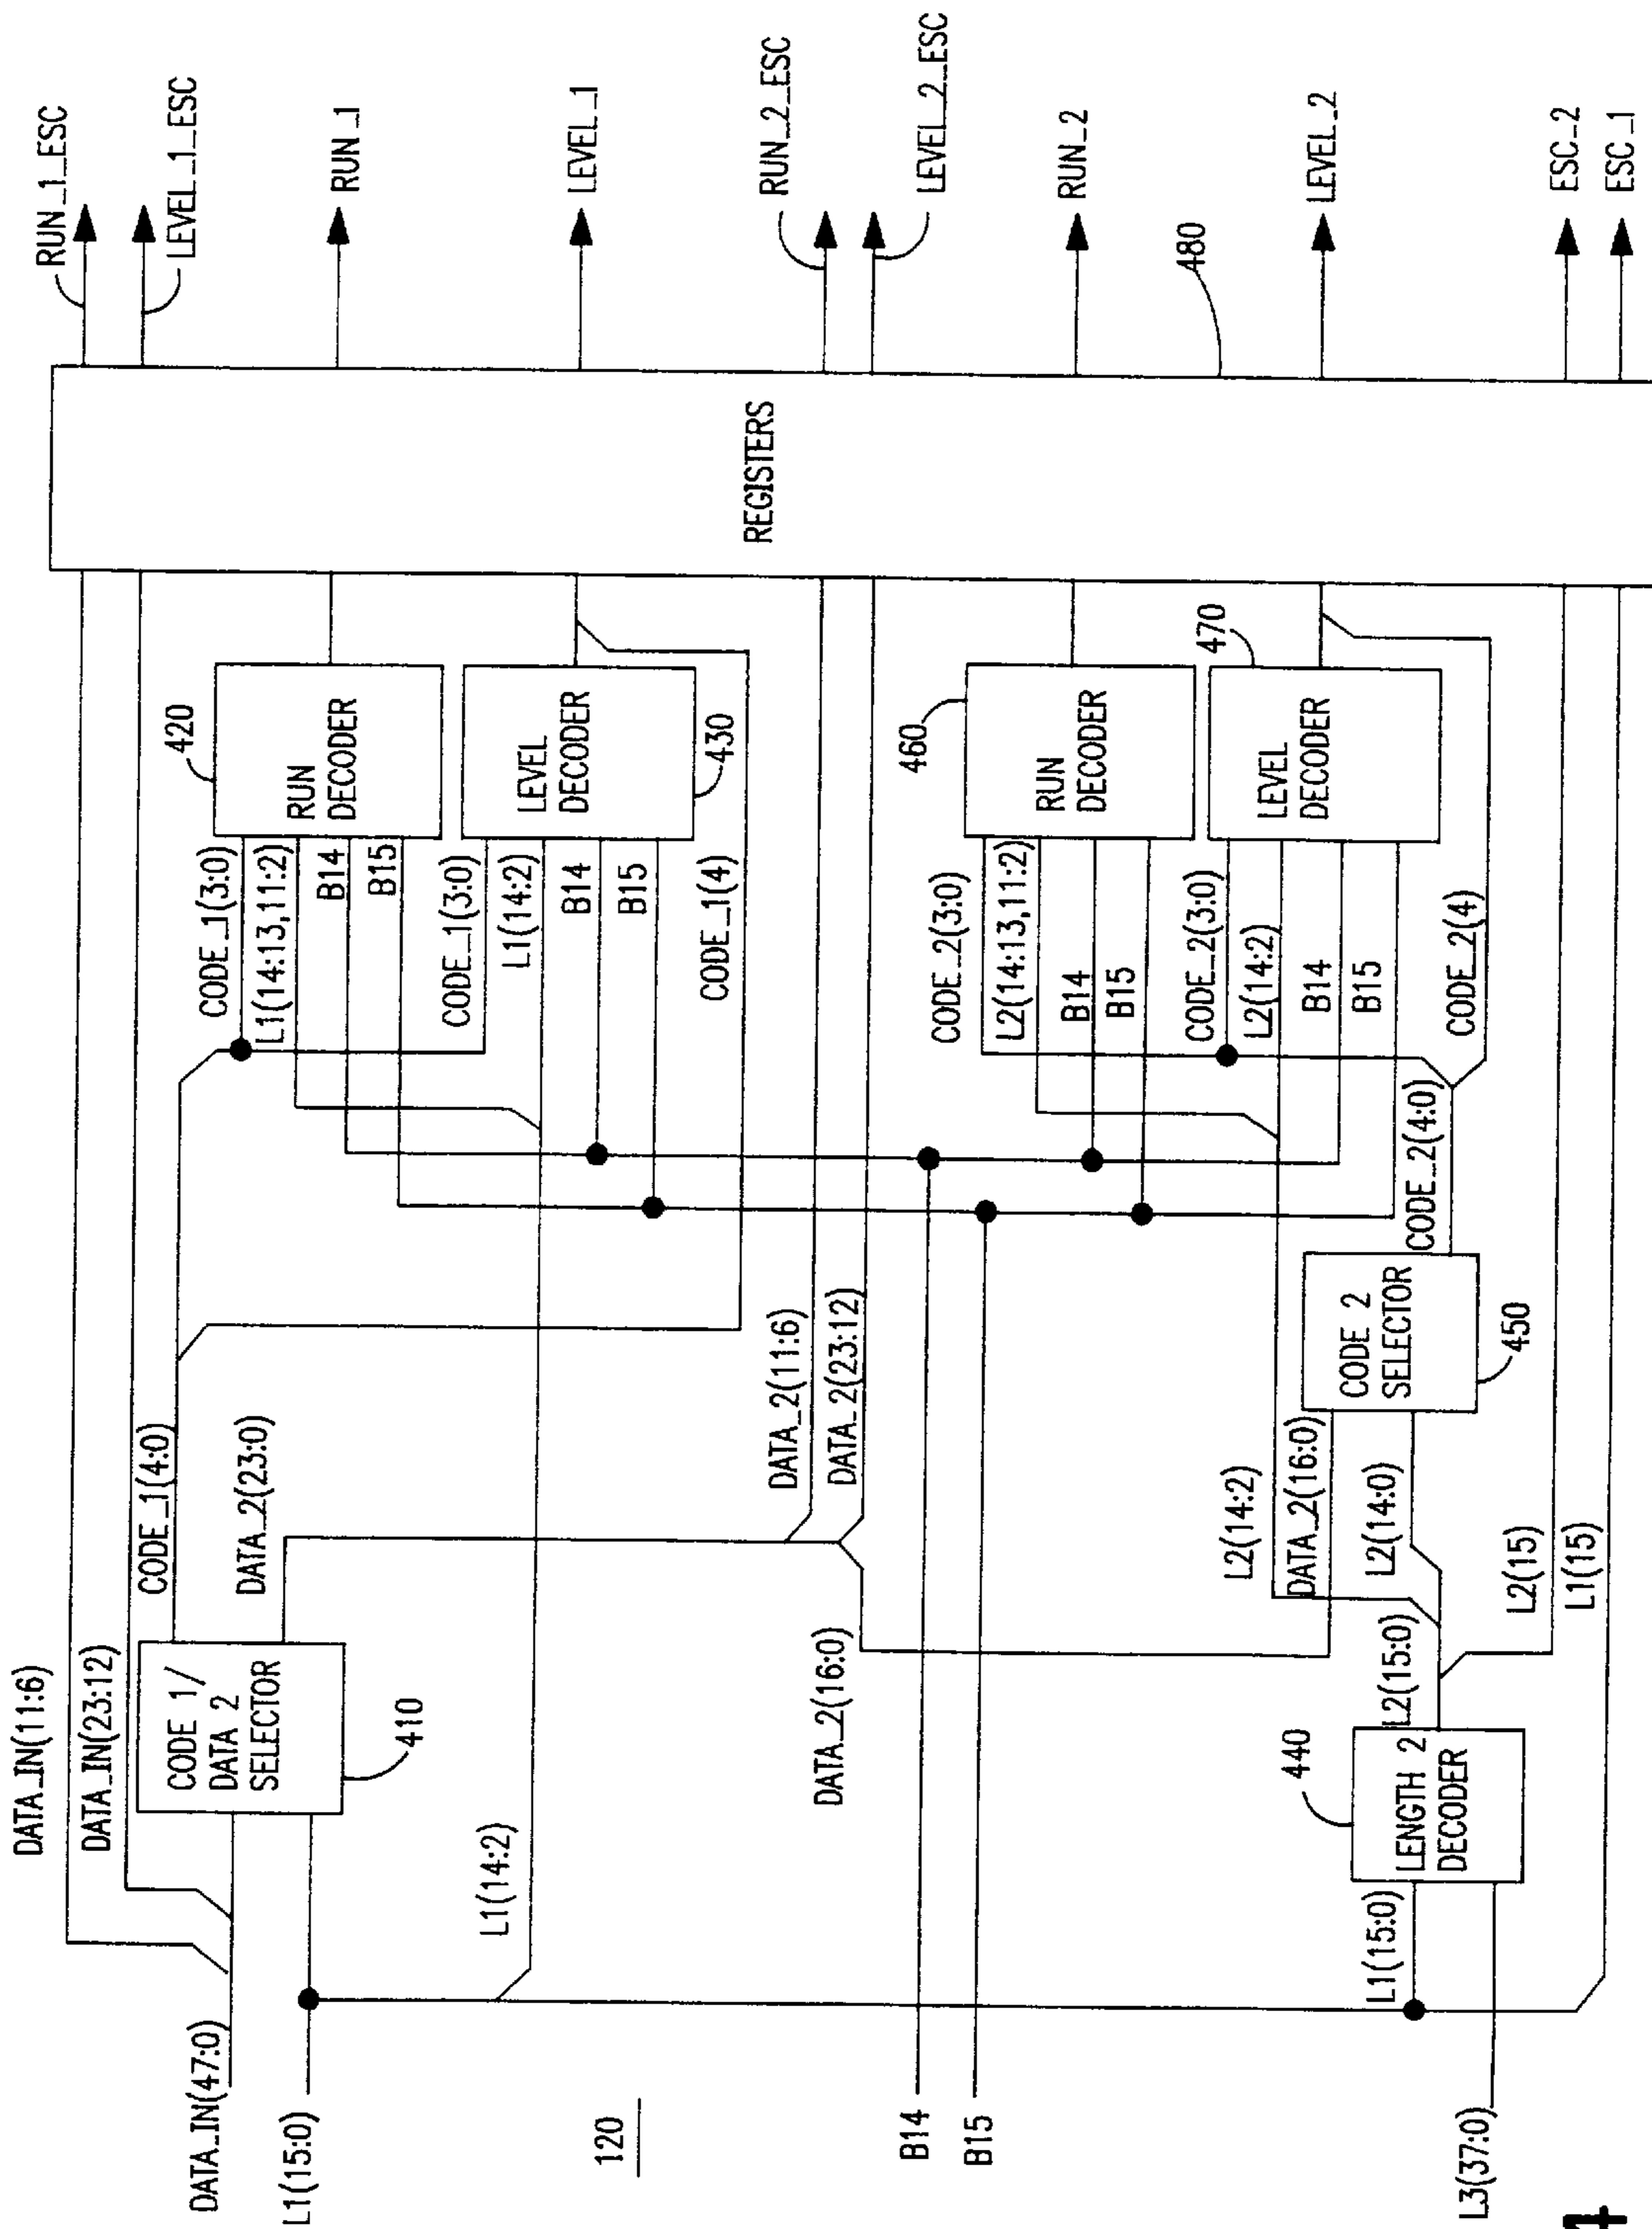 DATA_IN(47:0)
L1(15:0)
DATA_IN(11:6)
DATA_IN(23:12)
CODE 1/
DATA 2
SELECTOR
410
CODE_1(4:0)
DATA_2(23:0)
CODE_1(3:0)
L1(14:13,11:2)
B14
B15
420
RUN
DECODER
CODE_1(3:0)
L1(14:2)
B14
B15
LEVEL
DECODER
430
CODE_1(4)
L1(14:2)
120
B14
B15
DATA_2(11:6)
DATA_2(23:12)
DATA_2(16:0)
CODE_2(3:0)
L2(14:13,11:2)
B14
B15
460
RUN
DECODER
CODE_2(3:0)
L2(14:2)
B14
B15
470
LEVEL
DECODER
CODE_2(4)
L3(37:0)
L1(15:0)
440
LENGTH 2
DECODER
L2(15:0)
L2(14:2)
DATA_2(16:0)
L2(14:0)
CODE 2
SELECTOR
450
CODE_2(4:0)
L2(15)
L1(15)
REGISTERS
480
RUN_1_ESC
LEVEL_1_ESC
RUN_1
LEVEL_1
RUN_2_ESC
LEVEL_2_ESC
RUN_2
LEVEL_2
ESC_2
ESC_1